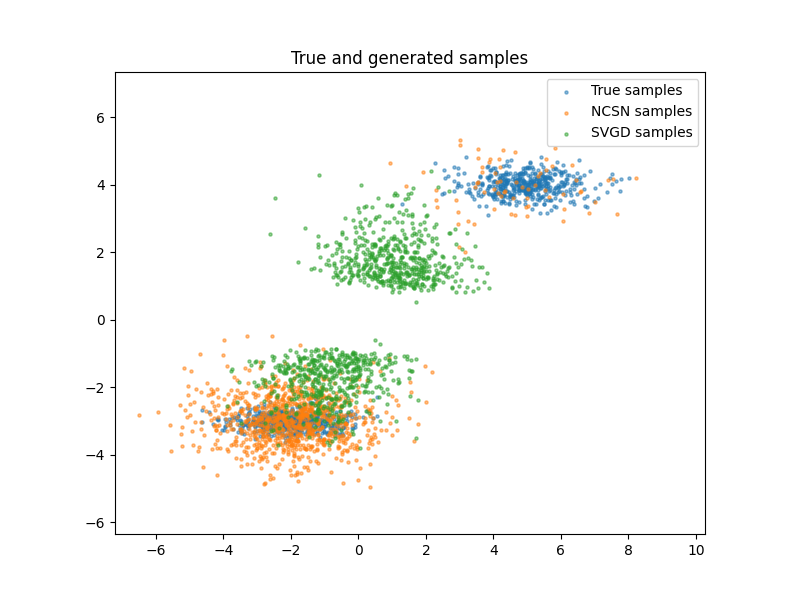 True and generated samples
True samples
NCSN samples
SVGD samples
6
4
2
0
−2
−4
−6
−6 −4 −2 0 2 4 6 8 10